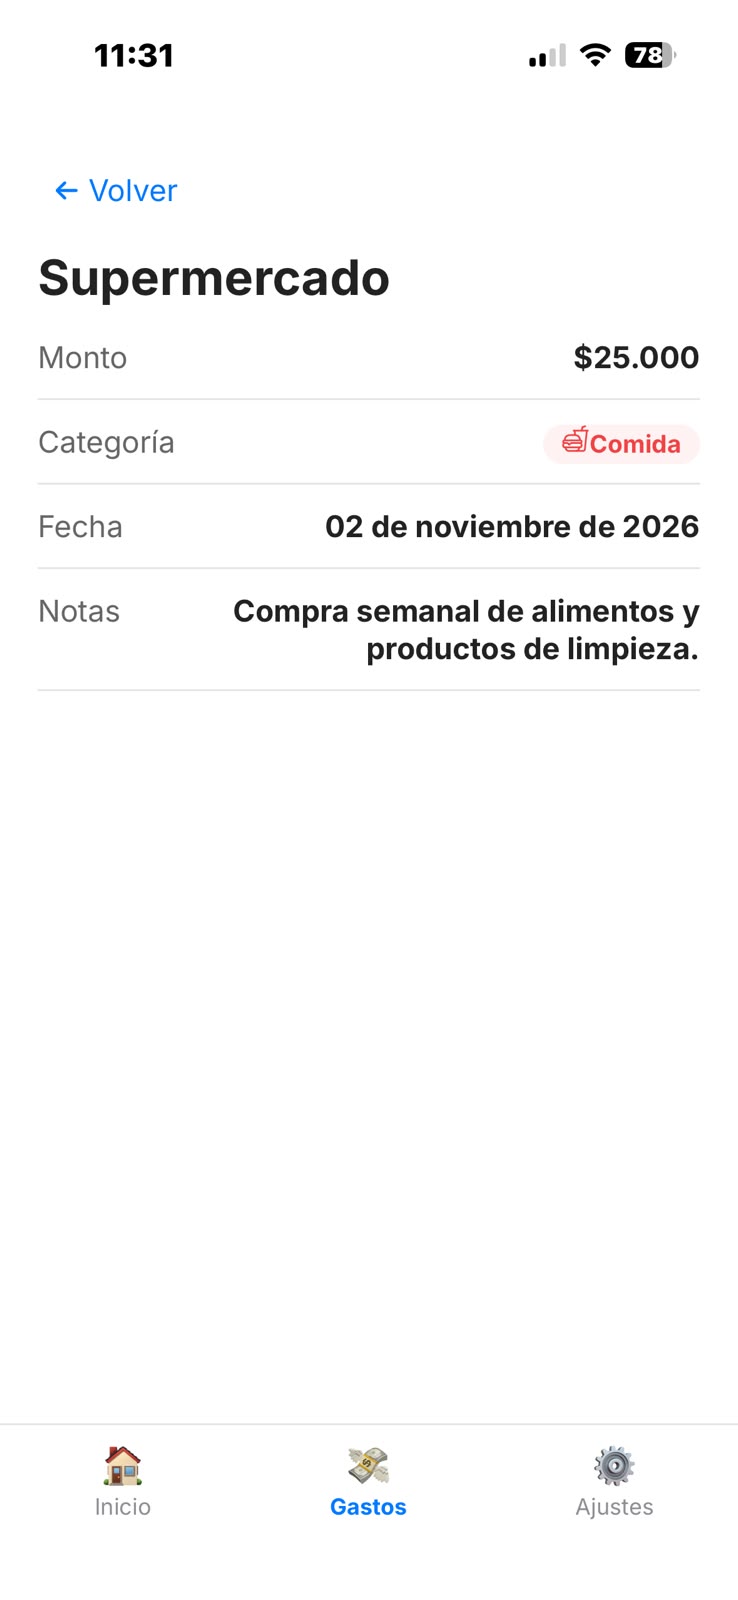 11:31
78
← Volver
Supermercado
Monto
$25.000
Categoría
Comida
Fecha
02 de noviembre de 2026
Notas
Compra semanal de alimentos y
productos de limpieza.
Inicio
Gastos
Ajustes